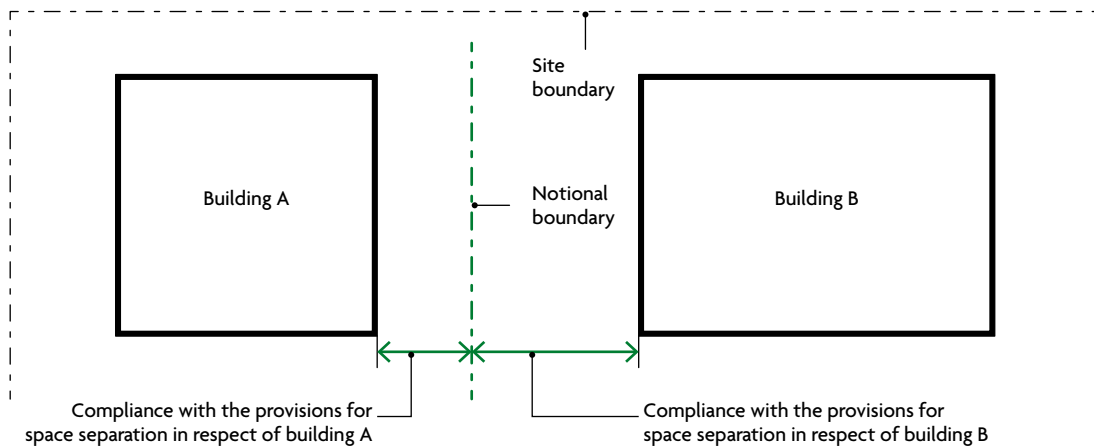 Site
boundary
Building A
Notional
boundary
Building B
Compliance with the provisions for
space separation in respect of building A
Compliance with the provisions for
space separation in respect of building B